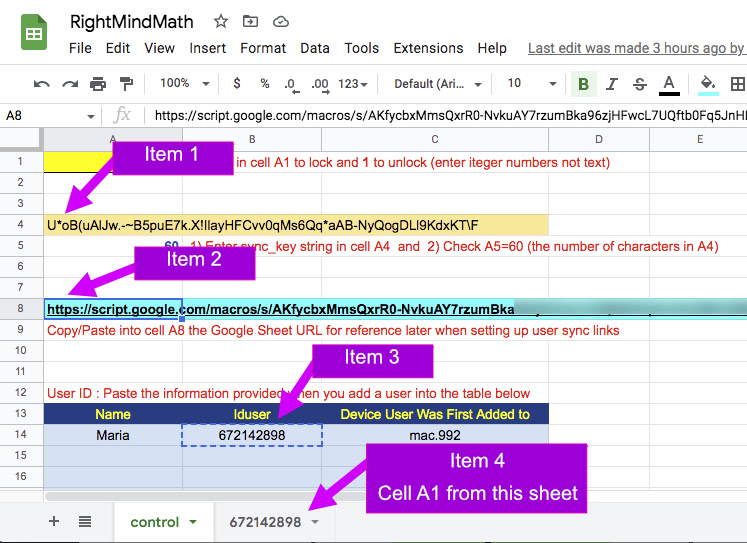 RightMindMath
File Edit View Insert Format Data Tools Extensions Help Last edit was made 3 hours ago by
100% $ % .0 .00 123 Default (Ari... 10 B I S A
A8 fx https://script.google.com/macros/s/AKfycbxMmsQxrR0-NvkuAY7rzumBka96zjHFwcL7UQftb0Fq5JnH
A B C D E
1 in cell A1 to lock and 1 to unlock (enter iteger numbers not text)
Item 1
2
3
4 U*oB(uAlJw.-~B5puE7k.X!IlayHFCvv0qMs6Qq*aAB-NyQogDLl9KdxKT\F
5 60 1) Enter sync_key string in cell A4 and 2) Check A5=60 (the number of characters in A4)
Item 2
6
7
8 https://script.google.com/macros/s/AKfycbxMmsQxrR0-NvkuAY7rzumBka
9 Copy/Paste into cell A8 the Google Sheet URL for reference later when setting up user sync links
10
Item 3
11
12 User ID : Paste the information provided when you add a user into the table below
13 Name Iduser Device User Was First Added to
14 Maria 672142898 mac.992
15
Item 4
16
Cell A1 from this sheet
+ control 672142898